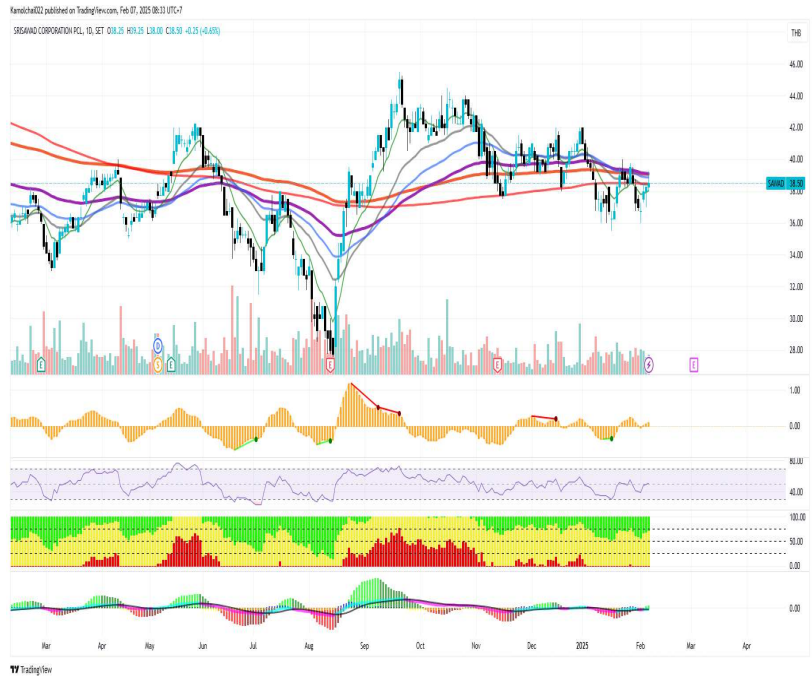 Kamolchai022 published on TradingView.com, Feb 07, 2025 08:33 UTC+7
SRISAWAD CORPORATION PCL, 1D, SET O38.25 H39.25 L38.00 C38.50 +0.25 (+0.65%)
THB
46.00
44.00
42.00
40.00
SAWAD 38.50
38.00
36.00
34.00
32.00
30.00
28.00
E
D
S
E
E
E
E
1.00
0.00
80.00
40.00
100.00
50.00
0.00
0.00
Mar Apr May Jun Jul Aug Sep Oct Nov Dec 2025 Feb Mar Apr
TradingView